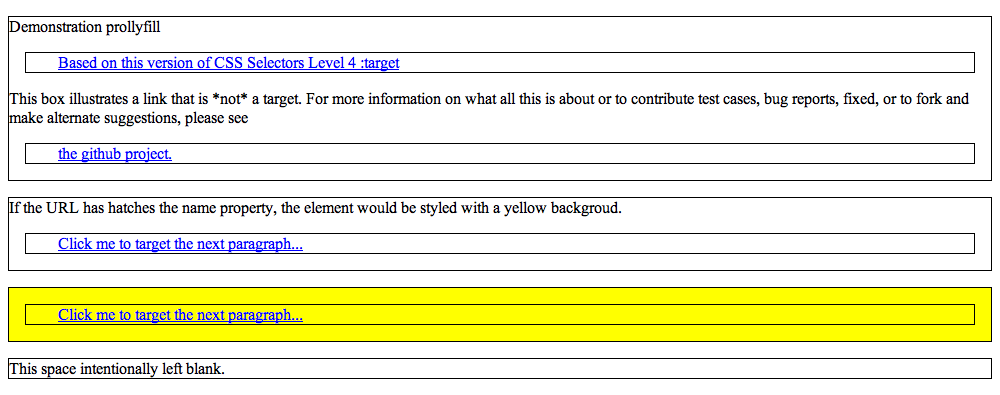 Demonstration prollyfill
Based on this version of CSS Selectors Level 4 :target
This box illustrates a link that is *not* a target. For more information on what all this is about or to contribute test cases, bug reports, fixed, or to fork and
make alternate suggestions, please see
the github project.
If the URL has hatches the name property, the element would be styled with a yellow backgroud.
Click me to target the next paragraph...
Click me to target the next paragraph...
This space intentionally left blank.